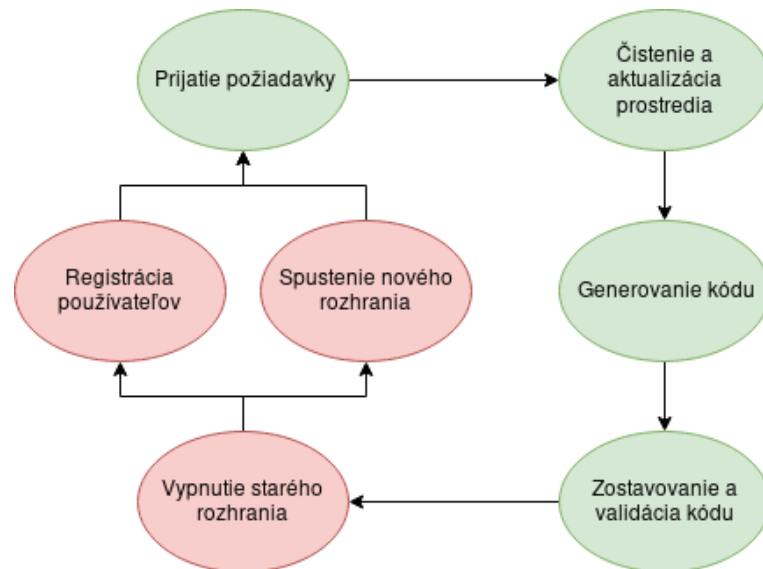 Prijatie požiadavky
Čistenie a
aktualizácia
prostredia
Registrácia
používateľov
Spustenie nového
rozhrania
Generovanie kódu
Vypnutie starého
rozhrania
Zostavovanie a
validácia kódu